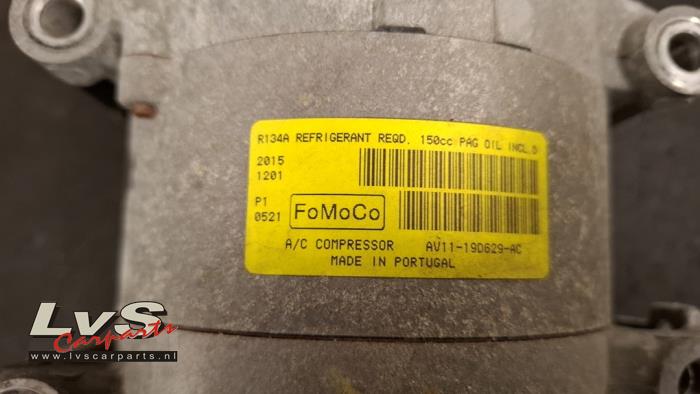 R134A REFRIGERANT REQD. 150cc PAG OIL INCL.D
2015
1201
P1
0521
FoMoCo
A/C COMPRESSOR AV11-19D629-AC
MADE IN PORTUGAL
LvS
Carparts
www.lvscarparts.nl